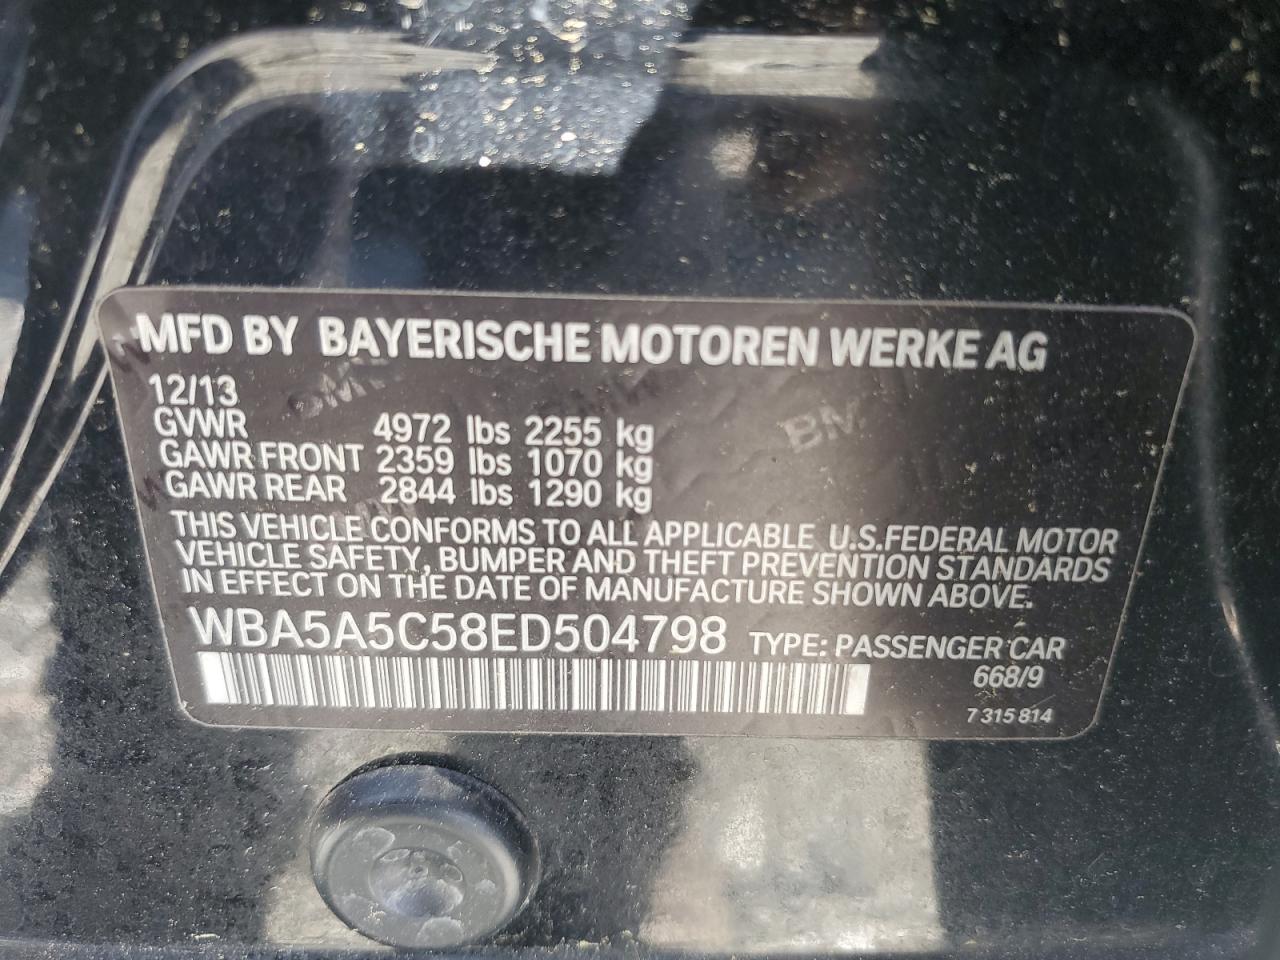 MFD BY BAYERISCHE MOTOREN WERKE AG
12/13
GVWR 4972 lbs 2255 kg
GAWR FRONT 2359 lbs 1070 kg
GAWR REAR 2844 lbs 1290 kg
THIS VEHICLE CONFORMS TO ALL APPLICABLE U.S.FEDERAL MOTOR
VEHICLE SAFETY, BUMPER AND THEFT PREVENTION STANDARDS
IN EFFECT ON THE DATE OF MANUFACTURE SHOWN ABOVE.
WBA5A5C58ED504798 TYPE: PASSENGER CAR
668/9
7 315 814